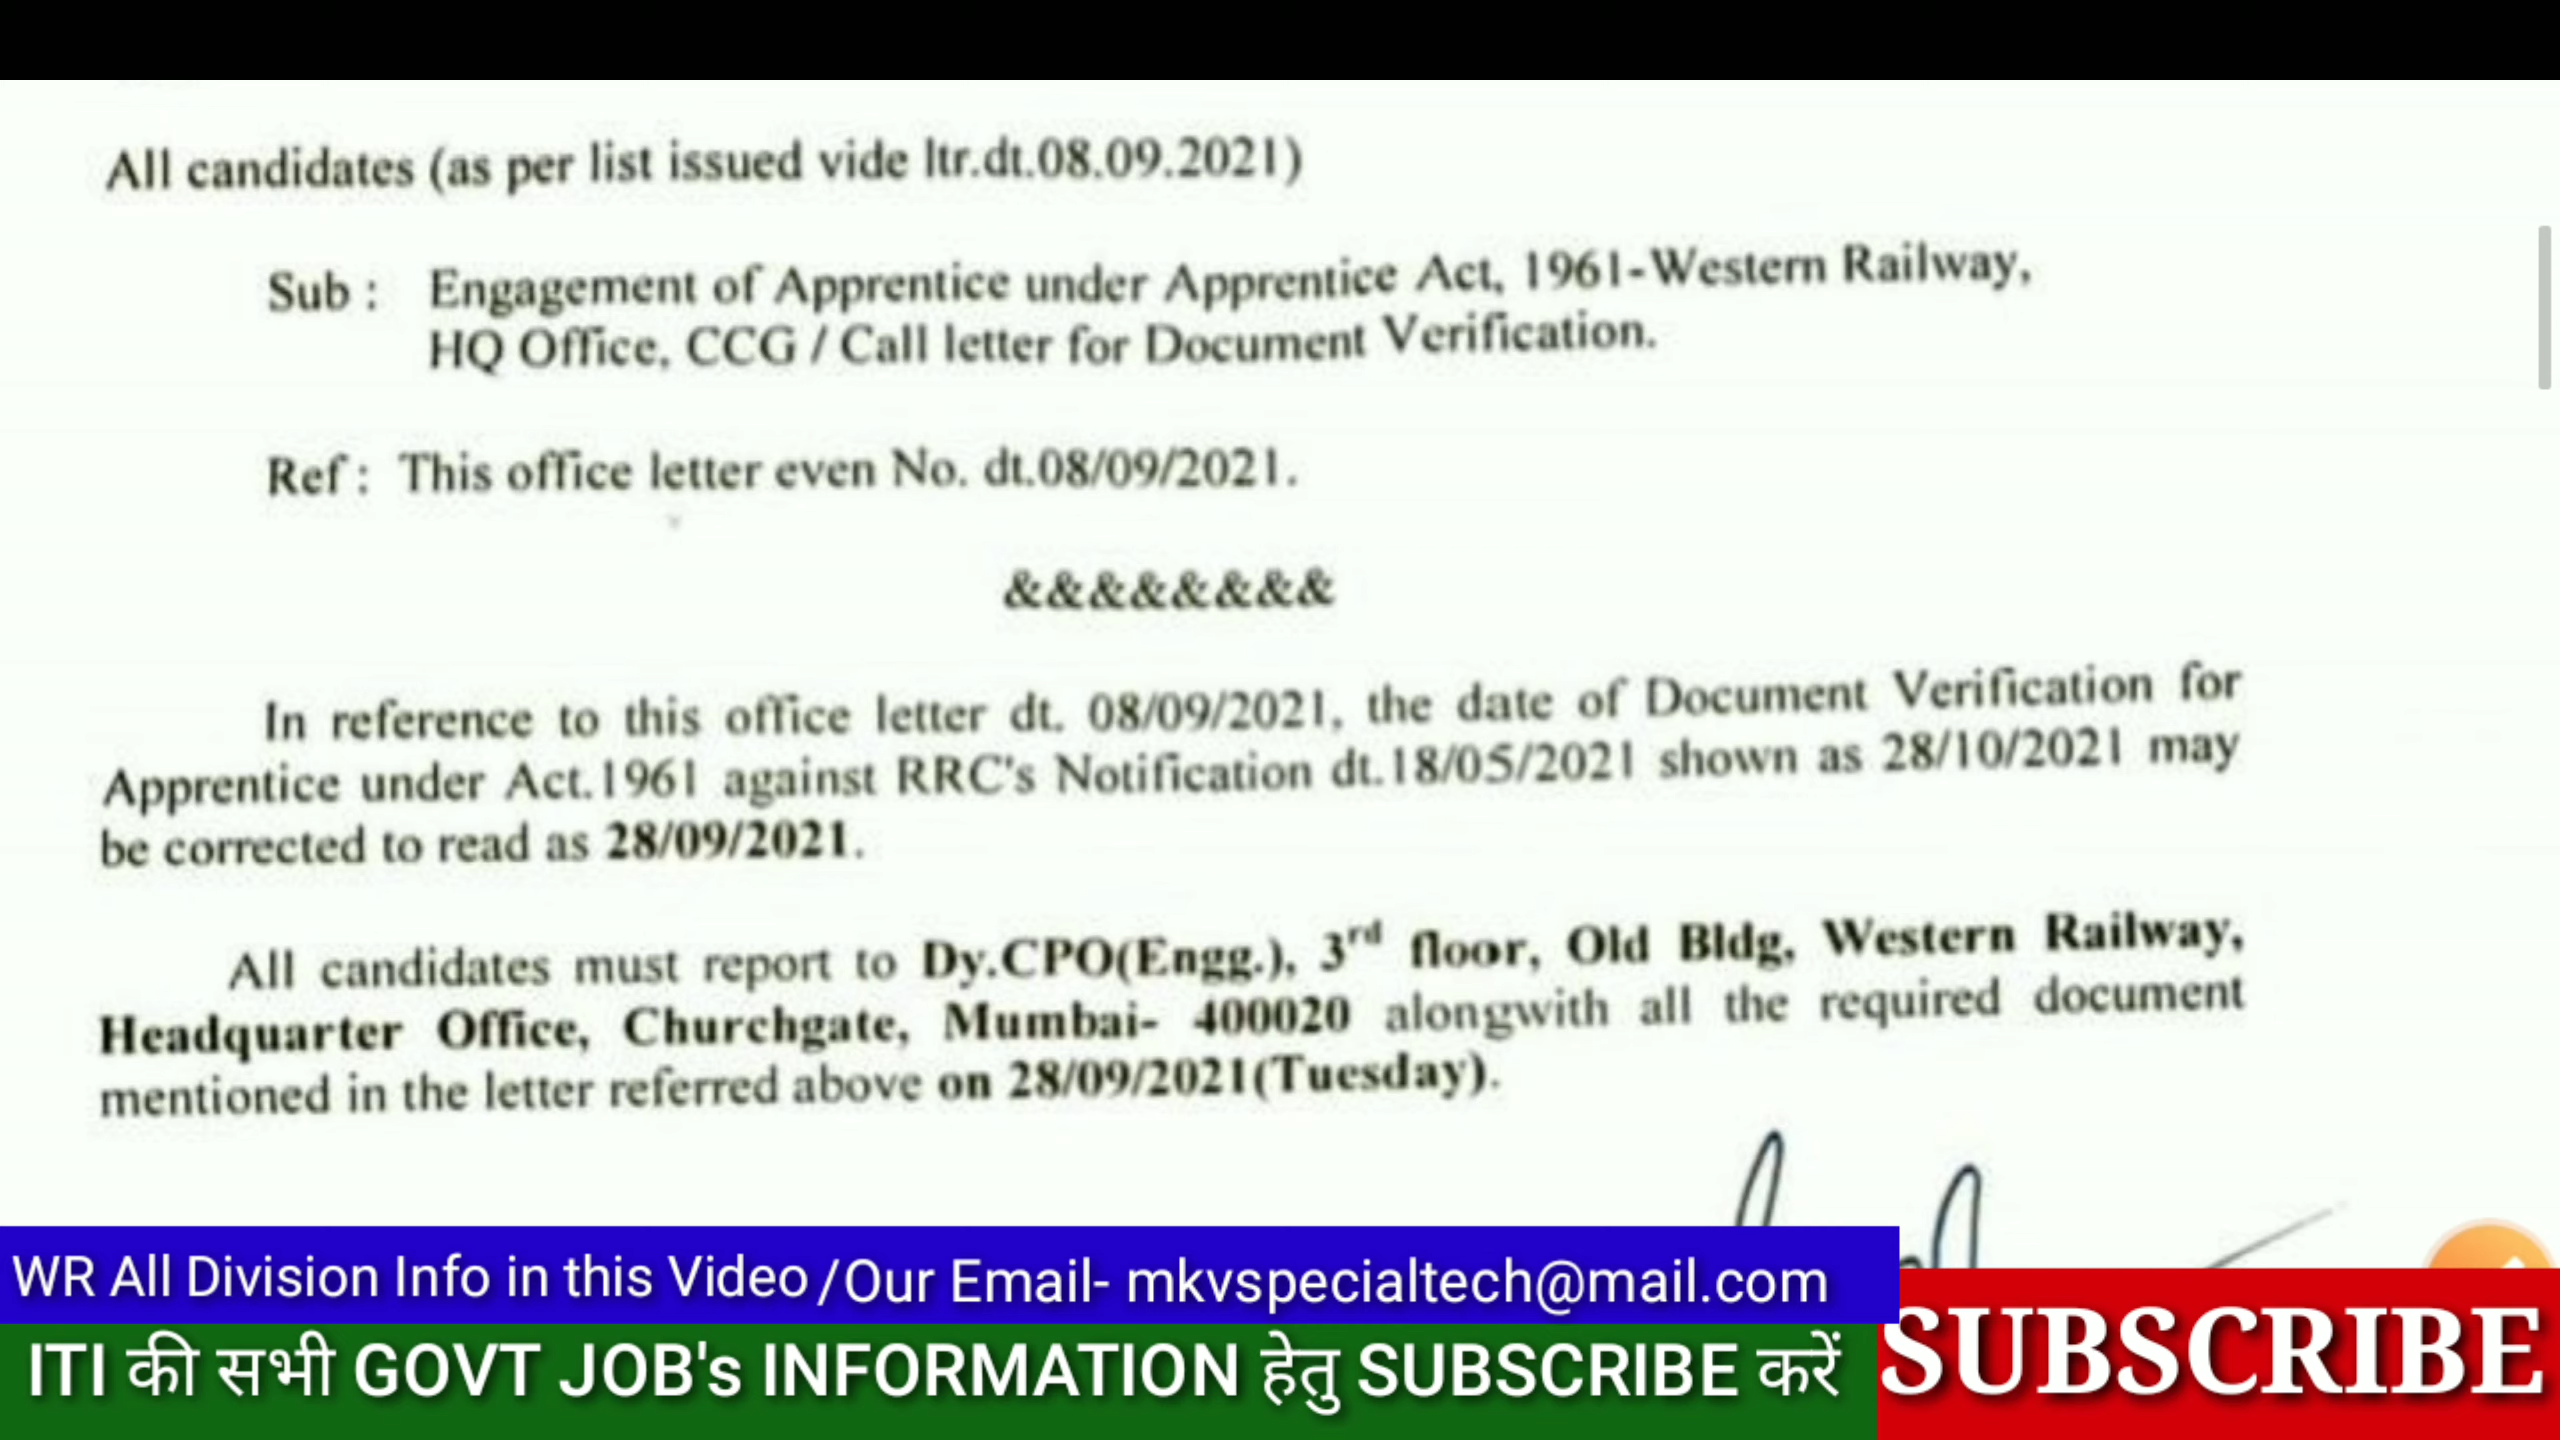 All candidates (as per list issued vide ltr.dt.08.09.2021)
Sub : Engagement of Apprentice under Apprentice Act, 1961-Western Railway,
HQ Office, CCG / Call letter for Document Verification.
Ref : This office letter even No. dt.08/09/2021.
&&&&&&&&
In reference to this office letter dt. 08/09/2021, the date of Document Verification for
Apprentice under Act.1961 against RRC's Notification dt.18/05/2021 shown as 28/10/2021 may
be corrected to read as 28/09/2021.
All candidates must report to Dy.CPO(Engg.), 3rd floor, Old Bldg, Western Railway,
Headquarter Office, Churchgate, Mumbai- 400020 alongwith all the required document
mentioned in the letter referred above on 28/09/2021(Tuesday).
WR All Division Info in this Video /Our Email- mkvspecialtech@mail.com
ITI की सभी GOVT JOB's INFORMATION हेतु SUBSCRIBE करें
SUBSCRIBE